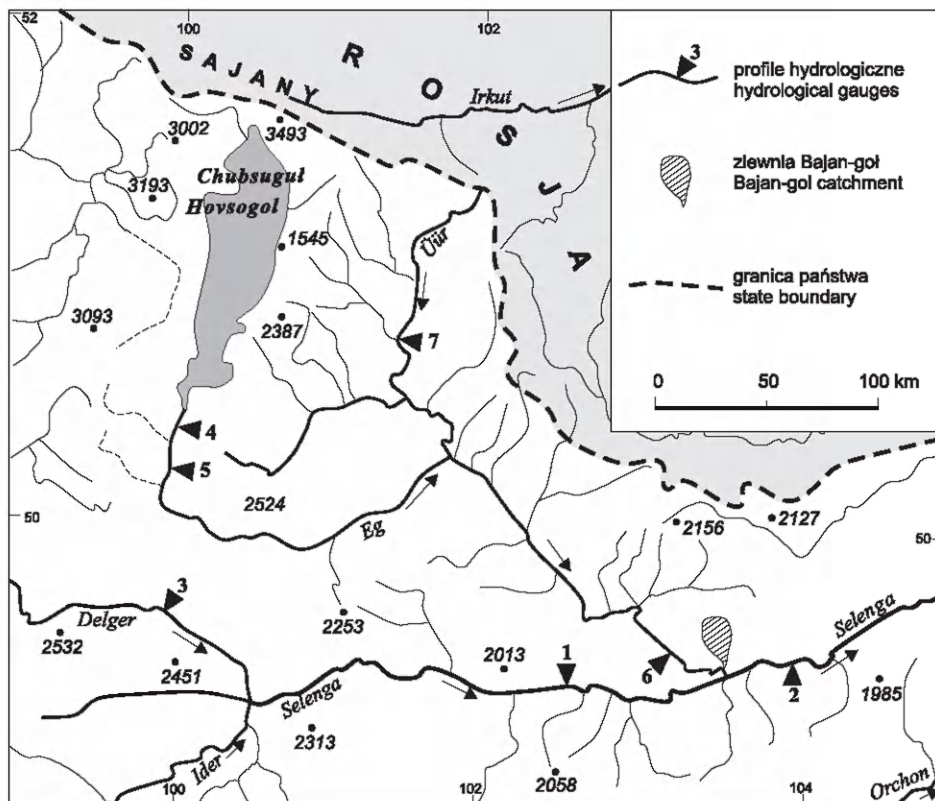 52
100
102
SAJANY
ROSJA
Irkut
3
profile hydrologiczne
hydrological gauges
3002
3493
zlewnia Bajan-goł
Bajan-gol catchment
Chubsuguł
Hovsogol
3193
1545
Üür
granica państwa
state boundary
3093
2387
7
0 50 100 km
4
5
2524
50
Eg
2156
2127
50
3
Delger
2532
2253
Selenga
2451
2013
1
6
2
Selenga
1985
2313
Ider
2058
100
102
104
Orchon